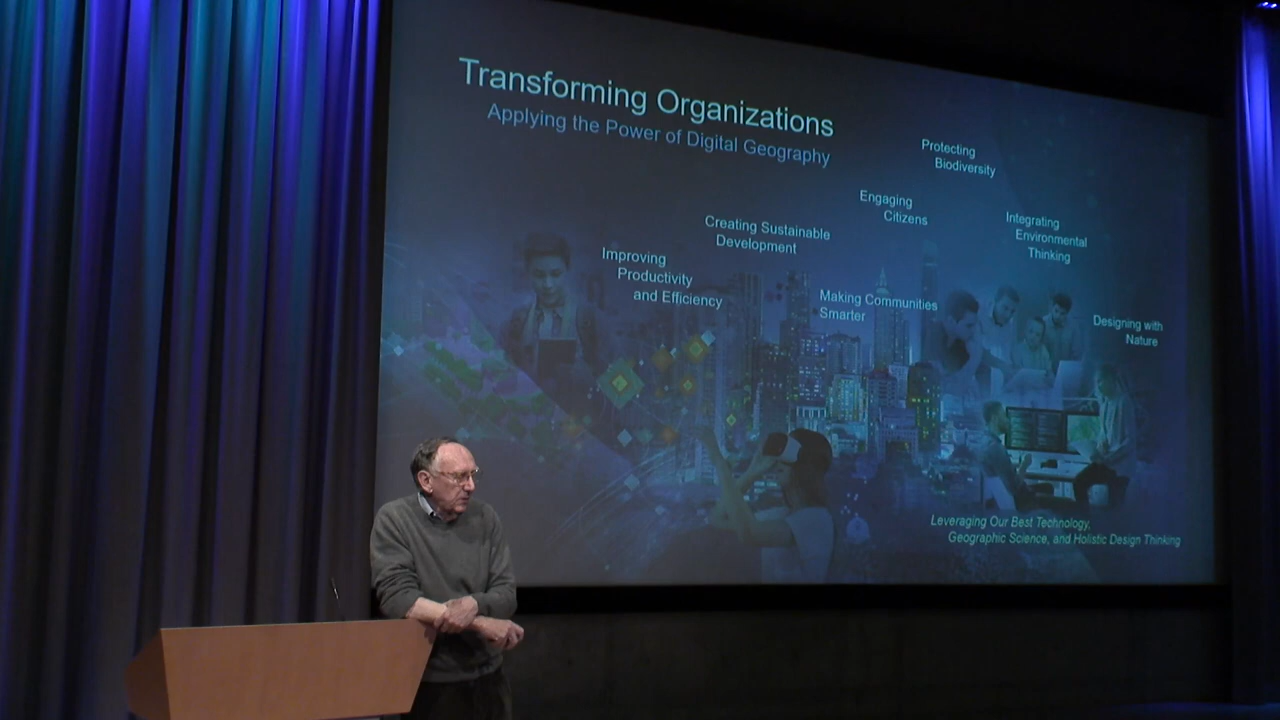 Transforming Organizations
Applying the Power of Digital Geography
Protecting
Biodiversity
Engaging
Citizens
Integrating
Environmental
Thinking
Creating Sustainable
Development
Improving
Productivity
and Efficiency
Making Communities
Smarter
Designing with
Nature
Leveraging Our Best Technology,
Geographic Science, and Holistic Design Thinking